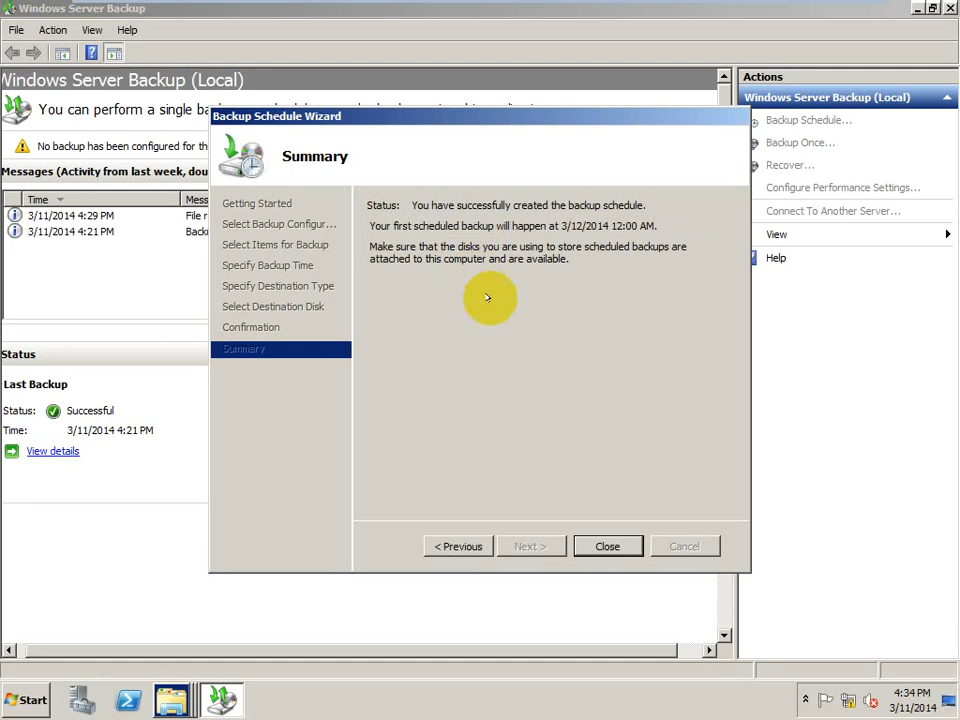 Windows Server Backup
File Action View Help
Windows Server Backup (Local)
You can perform a single ba
No backup has been configured for th
Messages (Activity from last week, dou
Time Mess
3/11/2014 4:29 PM File r
3/11/2014 4:21 PM Back
Status
Last Backup
Status: Successful
Time: 3/11/2014 4:21 PM
View details
Backup Schedule Wizard
Summary
Getting Started
Select Backup Configur...
Select Items for Backup
Specify Backup Time
Specify Destination Type
Select Destination Disk
Confirmation
Summary
Status: You have successfully created the backup schedule.
Your first scheduled backup will happen at 3/12/2014 12:00 AM.
Make sure that the disks you are using to store scheduled backups are
attached to this computer and are available.
< Previous Next > Close Cancel
Actions
Windows Server Backup (Local)
Backup Schedule...
Backup Once...
Recover...
Configure Performance Settings...
Connect To Another Server...
View
Help
Start
4:34 PM
3/11/2014